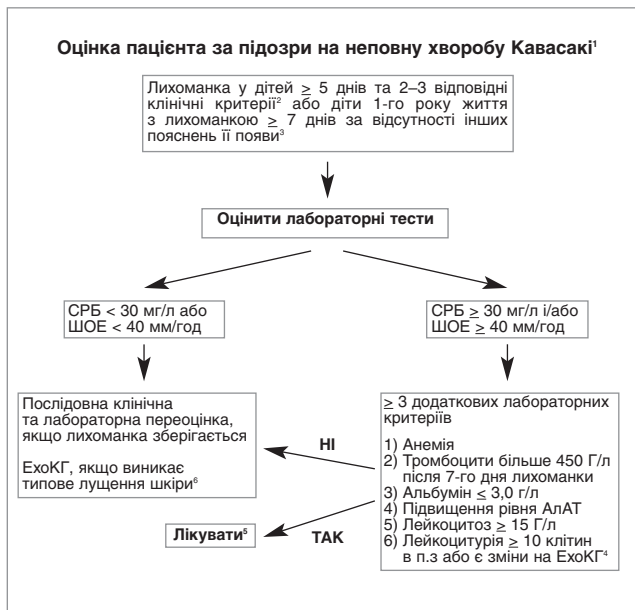 Оцінка пацієнта за підозри на неповну хворобу Кавасакі¹
Лихоманка у дітей ≥ 5 днів та 2–3 відповідні
клінічні критерії² або діти 1-го року життя
з лихоманкою ≥ 7 днів за відсутності інших
пояснень її появи³
Оцінити лабораторні тести
СРБ < 30 мг/л або
ШОЕ < 40 мм/год
СРБ ≥ 30 мг/л і/або
ШОЕ ≥ 40 мм/год
Послідовна клінічна
та лабораторна переоцінка,
якщо лихоманка зберігається
ЕхоКГ, якщо виникає
типове лущення шкіри⁶
НІ
≥ 3 додаткових лабораторних
критеріїв
1) Анемія
2) Тромбоцити більше 450 Г/л
після 7-го дня лихоманки
3) Альбумін ≤ 3,0 г/л
4) Підвищення рівня АлАТ
5) Лейкоцитоз ≥ 15 Г/л
6) Лейкоцитурія ≥ 10 клітин
в п.з або є зміни на ЕхоКГ⁴
Лікувати⁵
ТАК